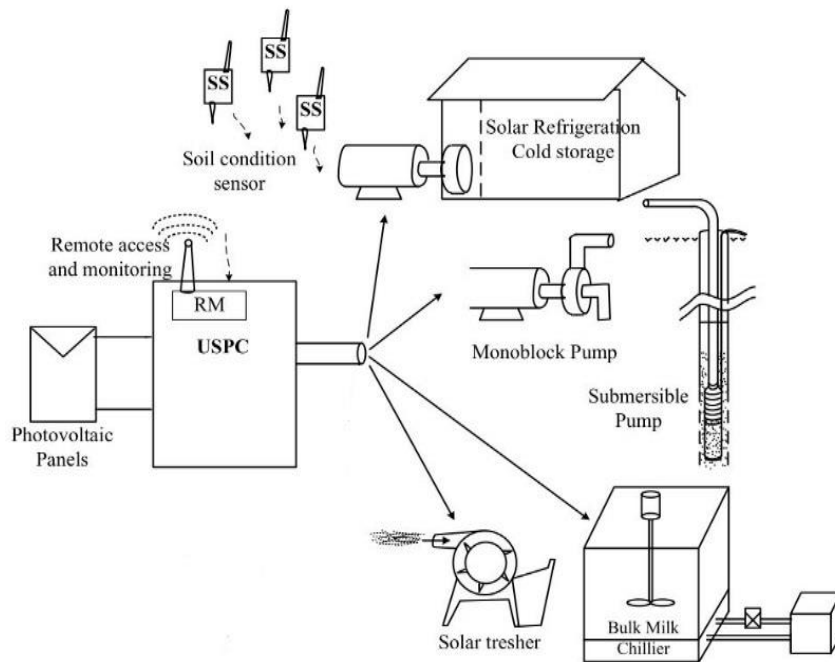 SS
SS
SS
Soil condition
sensor
Solar Refrigeration
Cold storage
Remote access
and monitoring
RM
USPC
Photovoltaic
Panels
Monoblock Pump
Submersible
Pump
Solar tresher
Bulk Milk
Chillier